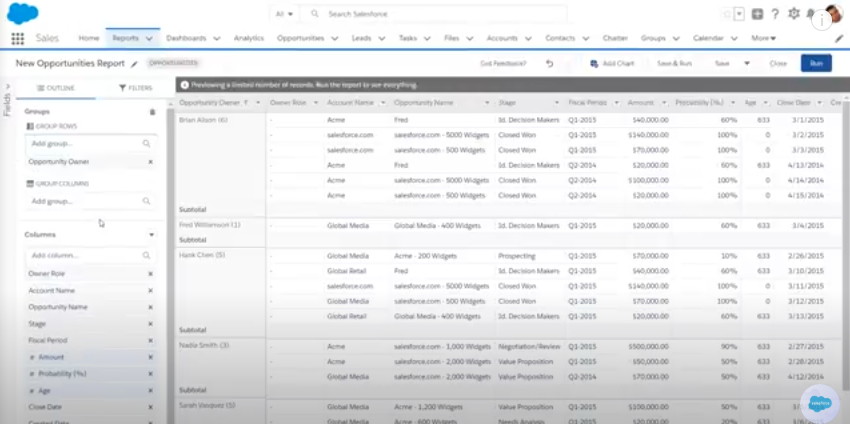 salesforce
All
Search Salesforce
Sales
Home
Reports
Dashboards
Analytics
Opportunities
Leads
Tasks
Files
Accounts
Contacts
Chatter
Groups
Calendar
More
New Opportunities Report
OPPORTUNITIES
Got Feedback?
Add Chart
Save & Run
Save
Close
Run
Fields
OUTLINE
FILTERS
Previewing a limited number of records. Run the report to see everything.
Groups
GROUP ROWS
Add group...
Opportunity Owner
GROUP COLUMNS
Add group...
Columns
Add column...
Owner Role
Account Name
Opportunity Name
Stage
Fiscal Period
# Amount
# Probability (%)
# Age
Close Date
Created Date
Opportunity Owner ↑ Owner Role Account Name Opportunity Name Stage Fiscal Period Amount Probability (%) Age Close Date
Brian Alison (6) - Acme Fred Id. Decision Makers Q1-2015 $40,000.00 60% 633 3/1/2015
- salesforce.com salesforce.com - 5000 Widgets Closed Won Q1-2015 $140,000.00 100% 0 3/2/2015
- salesforce.com salesforce.com - 500 Widgets Closed Won Q1-2015 $70,000.00 100% 0 3/3/2015
- Acme Fred Id. Decision Makers Q2-2014 $20,000.00 60% 633 4/13/2014
- Acme salesforce.com - 5000 Widgets Closed Won Q2-2014 $100,000.00 100% 0 4/14/2014
- Acme salesforce.com - 500 Widgets Closed Won Q2-2014 $20,000.00 100% 0 4/15/2014
Subtotal
Fred Williamson (1) - Global Media Global Media - 400 Widgets Id. Decision Makers Q1-2015 $20,000.00 60% 633 3/4/2015
Subtotal
Hank Chen (5) - Global Media Acme - 200 Widgets Prospecting Q1-2015 $70,000.00 10% 633 2/26/2015
- Global Retail Fred Id. Decision Makers Q1-2015 $40,000.00 60% 633 3/10/2015
- salesforce.com salesforce.com - 5000 Widgets Closed Won Q1-2015 $140,000.00 100% 0 3/11/2015
- Global Media salesforce.com - 500 Widgets Closed Won Q1-2015 $70,000.00 100% 0 3/12/2015
- Global Retail Global Media - 400 Widgets Id. Decision Makers Q1-2015 $20,000.00 60% 633 3/13/2015
Subtotal
Nadia Smith (3) - Acme salesforce.com - 1,000 Widgets Negotiation/Review Q1-2015 $500,000.00 90% 633 2/27/2015
- Acme salesforce.com - 2,000 Widgets Value Proposition Q1-2015 $50,000.00 50% 633 2/28/2015
- Global Media salesforce.com - 2,000 Widgets Value Proposition Q2-2014 $70,000.00 50% 633 4/12/2014
Subtotal
Sarah Vasquez (5) - Global Media Acme - 1,200 Widgets Value Proposition Q1-2015 $100,000.00 50% 633
- Global Media Acme - 600 Widgets Needs Analysis Q1-2015 $70,000.00 20% 633
salesforce